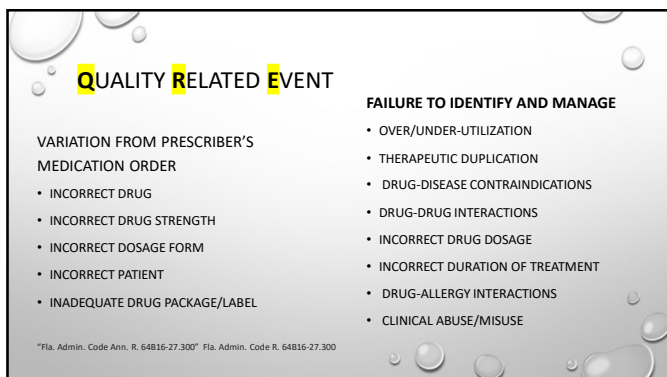 QUALITY RELATED EVENT
VARIATION FROM PRESCRIBER'S
MEDICATION ORDER
• INCORRECT DRUG
• INCORRECT DRUG STRENGTH
• INCORRECT DOSAGE FORM
• INCORRECT PATIENT
• INADEQUATE DRUG PACKAGE/LABEL
"Fla. Admin. Code Ann. R. 64B16-27.300" Fla. Admin. Code R. 64B16-27.300
FAILURE TO IDENTIFY AND MANAGE
• OVER/UNDER-UTILIZATION
• THERAPEUTIC DUPLICATION
• DRUG-DISEASE CONTRAINDICATIONS
• DRUG-DRUG INTERACTIONS
• INCORRECT DRUG DOSAGE
• INCORRECT DURATION OF TREATMENT
• DRUG-ALLERGY INTERACTIONS
• CLINICAL ABUSE/MISUSE